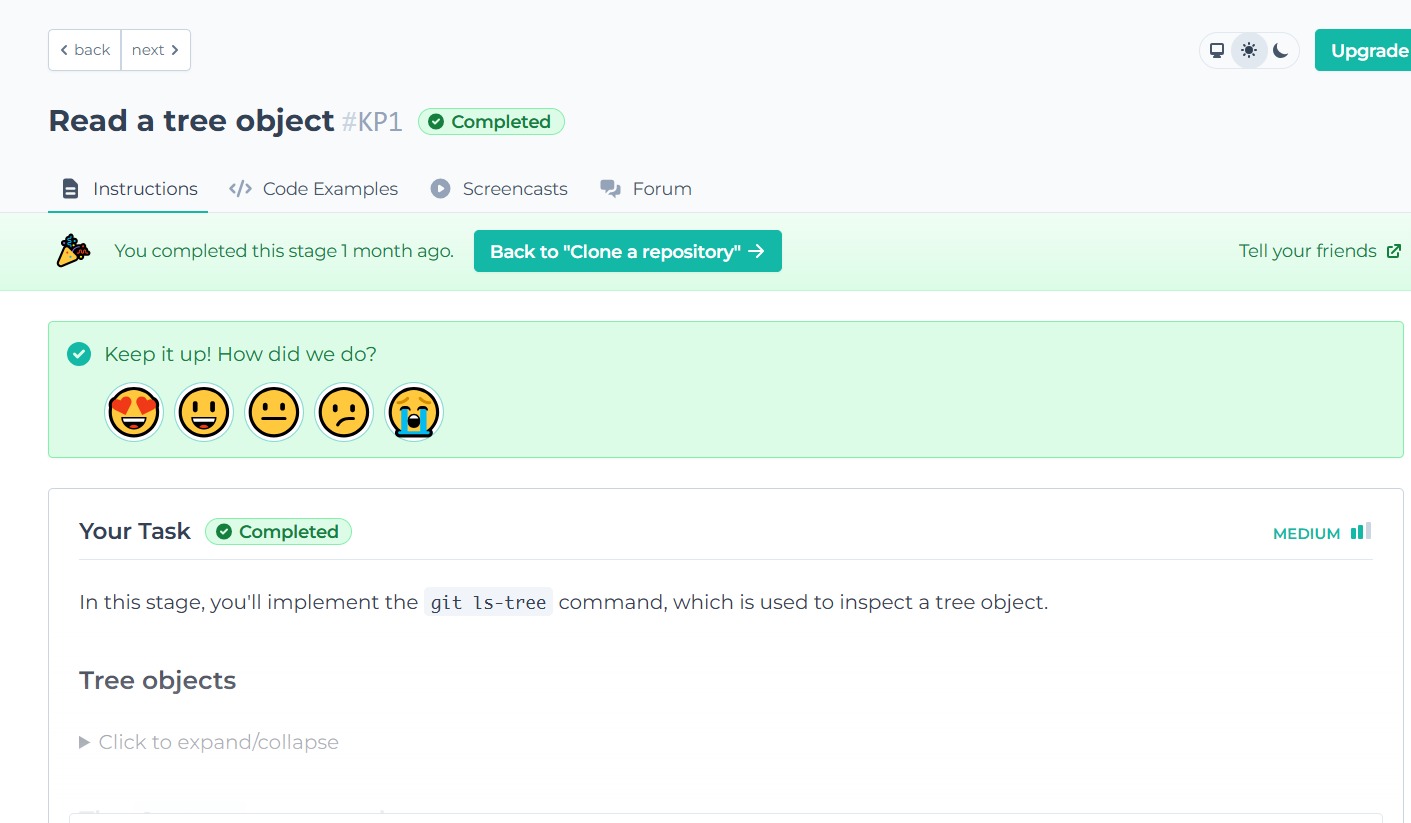 back next
Upgrade
Read a tree object #KP1 Completed
Instructions Code Examples Screencasts Forum
You completed this stage 1 month ago. Back to "Clone a repository" → Tell your friends
Keep it up! How did we do?
Your Task Completed MEDIUM
In this stage, you'll implement the git ls-tree command, which is used to inspect a tree object.
Tree objects
Click to expand/collapse